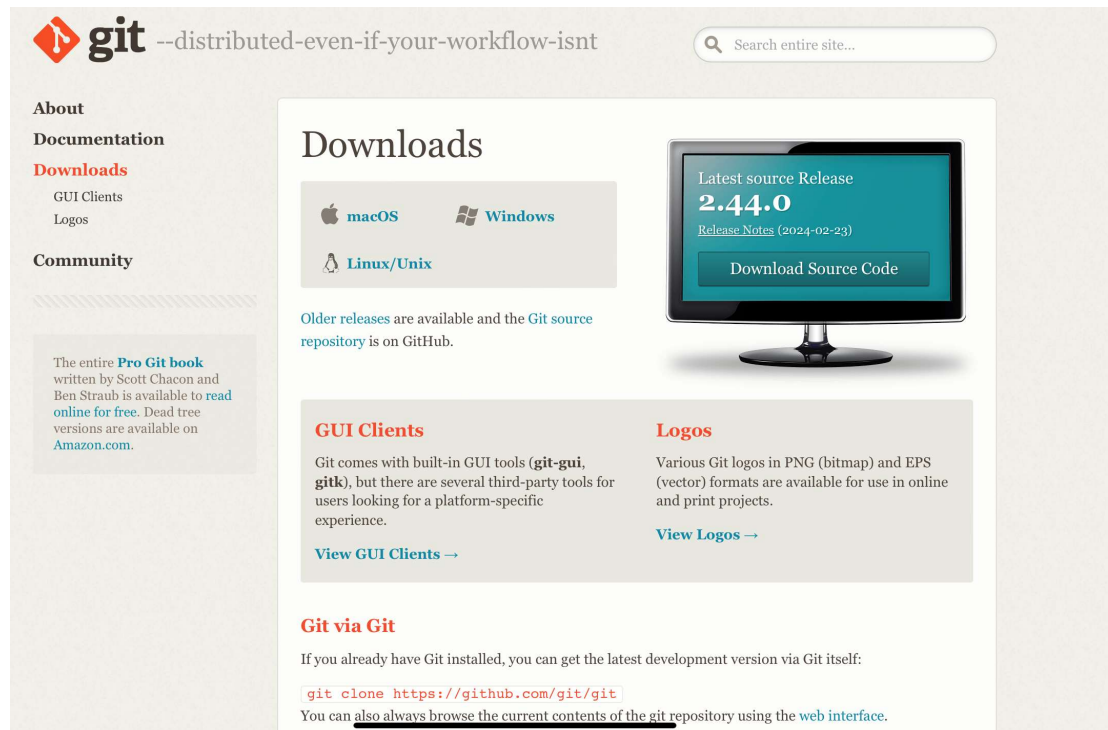 git --distributed-even-if-your-workflow-isnt
Search entire site...
About
Documentation
Downloads
GUI Clients
Logos
Community
The entire Pro Git book
written by Scott Chacon and
Ben Straub is available to read
online for free. Dead tree
versions are available on
Amazon.com.
Downloads
macOS
Windows
Linux/Unix
Older releases are available and the Git source
repository is on GitHub.
Latest source Release
2.44.0
Release Notes (2024-02-23)
Download Source Code
GUI Clients
Git comes with built-in GUI tools (git-gui,
gitk), but there are several third-party tools for
users looking for a platform-specific
experience.
View GUI Clients →
Logos
Various Git logos in PNG (bitmap) and EPS
(vector) formats are available for use in online
and print projects.
View Logos →
Git via Git
If you already have Git installed, you can get the latest development version via Git itself:
git clone https://github.com/git/git
You can also always browse the current contents of the git repository using the web interface.